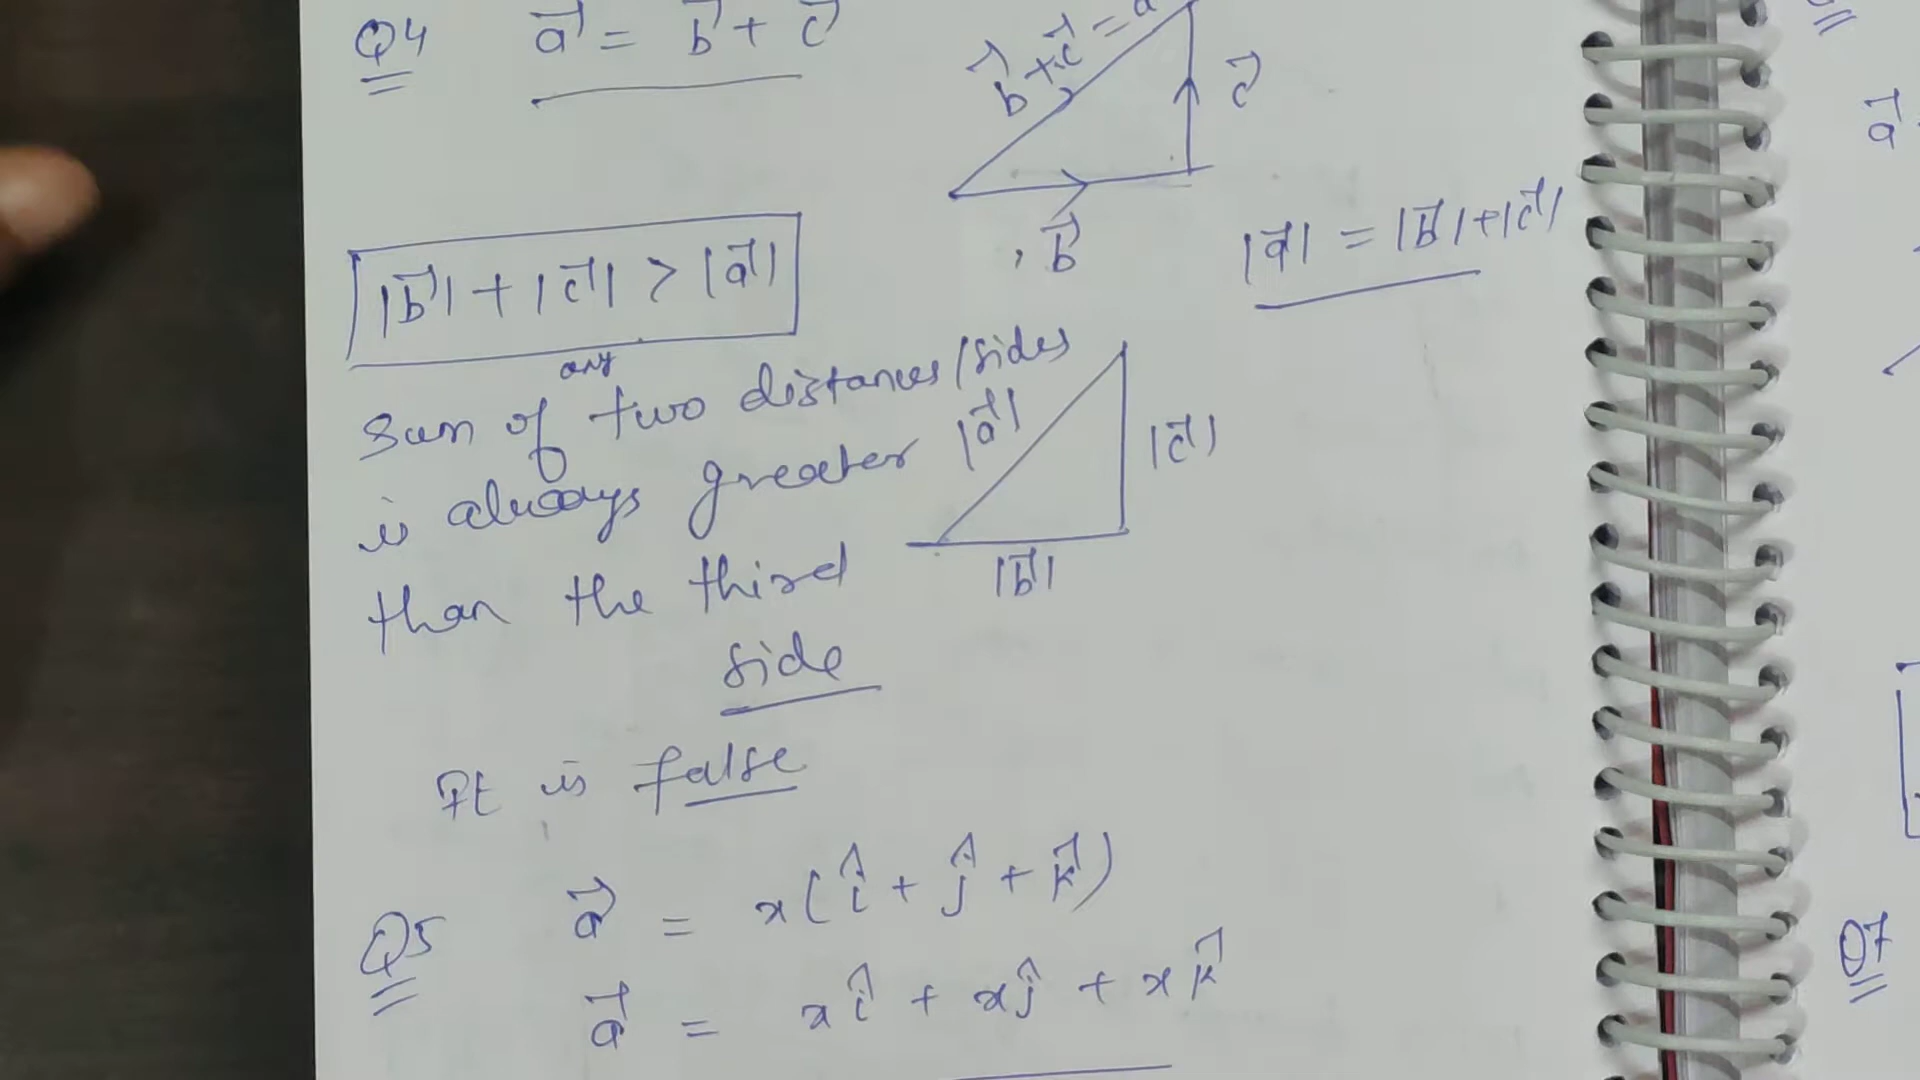 Q4 a⃗ = b⃗ + c⃗
b⃗ + c⃗ = a⃗
c⃗
b⃗
|b⃗| + |c⃗| > |a⃗|
|a⃗| = |b⃗| + |c⃗|
any
Sum of two distances/sides
is always greater
than the third
side
|a⃗|
|c⃗|
|b⃗|
It is false
Q5 a⃗ = x(î + ĵ + k⃗)
a⃗ = xî + xĵ + xk⃗
a⃗
Q7